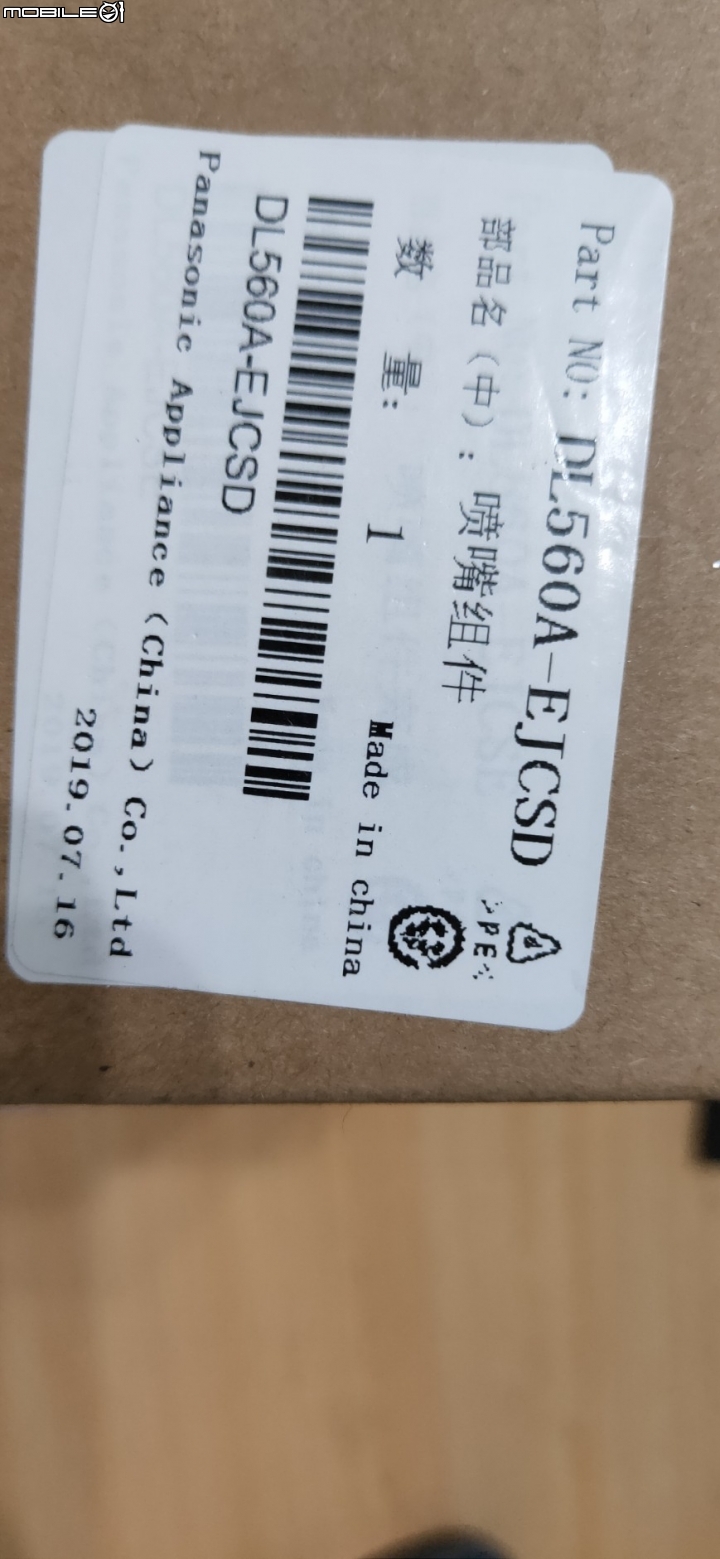 MOBILE01
Part NO: DL560A-EJCSD
部品名（中）: 喷嘴组件
PE
数 量: 1 Made in china
DL560A-EJCSD
Panasonic Appliance (China) Co.,Ltd
2019.07.16